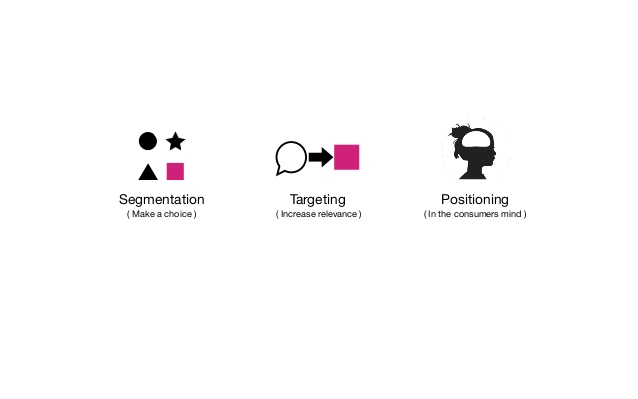 Segmentation
( Make a choice )
Targeting
( Increase relevance )
Positioning
( In the consumers mind )